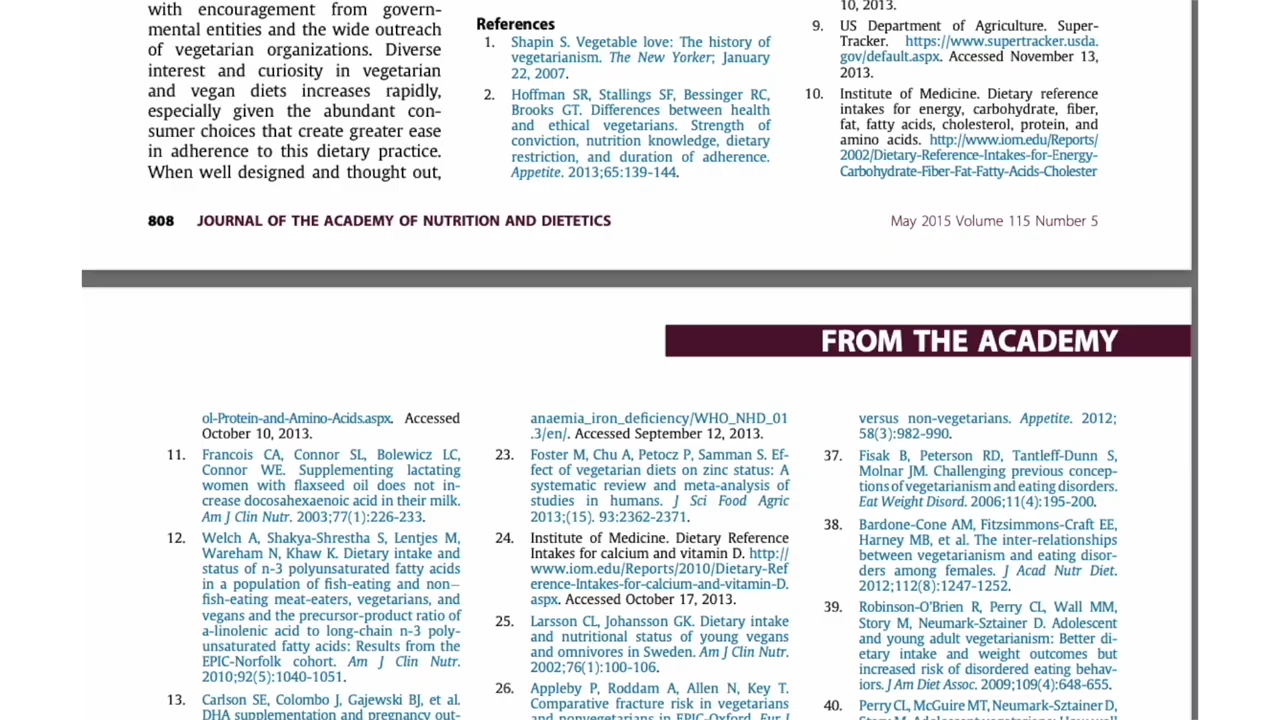 with encouragement from govern-
mental entities and the wide outreach
of vegetarian organizations. Diverse
interest and curiosity in vegetarian
and vegan diets increases rapidly,
especially given the abundant con-
sumer choices that create greater ease
in adherence to this dietary practice.
When well designed and thought out,
References
1. Shapin S. Vegetable love: The history of
vegetarianism. The New Yorker; January
22, 2007.
2. Hoffman SR, Stallings SF, Bessinger RC,
Brooks GT. Differences between health
and ethical vegetarians. Strength of
conviction, nutrition knowledge, dietary
restriction, and duration of adherence.
Appetite. 2013;65:139-144.
10, 2013.
9. US Department of Agriculture. Super-
Tracker. https://www.supertracker.usda.
gov/default.aspx. Accessed November 13,
2013.
10. Institute of Medicine. Dietary reference
intakes for energy, carbohydrate, fiber,
fat, fatty acids, cholesterol, protein, and
amino acids. http://www.iom.edu/Reports/
2002/Dietary-Reference-Intakes-for-Energy-
Carbohydrate-Fiber-Fat-Fatty-Acids-Cholester
808 JOURNAL OF THE ACADEMY OF NUTRITION AND DIETETICS
May 2015 Volume 115 Number 5
FROM THE ACADEMY
ol-Protein-and-Amino-Acids.aspx. Accessed
October 10, 2013.
11. Francois CA, Connor SL, Bolewicz LC,
Connor WE. Supplementing lactating
women with flaxseed oil does not in-
crease docosahexaenoic acid in their milk.
Am J Clin Nutr. 2003;77(1):226-233.
12. Welch A, Shakya-Shrestha S, Lentjes M,
Wareham N, Khaw K. Dietary intake and
status of n-3 polyunsaturated fatty acids
in a population of fish-eating and non–
fish-eating meat-eaters, vegetarians, and
vegans and the precursor-product ratio of
a-linolenic acid to long-chain n-3 poly-
unsaturated fatty acids: Results from the
EPIC-Norfolk cohort. Am J Clin Nutr.
2010;92(5):1040-1051.
13. Carlson SE, Colombo J, Gajewski BJ, et al.
DHA supplementation and pregnancy out-
anaemia_iron_deficiency/WHO_NHD_01
.3/en/. Accessed September 12, 2013.
23. Foster M, Chu A, Petocz P, Samman S. Ef-
fect of vegetarian diets on zinc status: A
systematic review and meta-analysis of
studies in humans. J Sci Food Agric
2013;(15). 93:2362-2371.
24. Institute of Medicine. Dietary Reference
Intakes for calcium and vitamin D. http://
www.iom.edu/Reports/2010/Dietary-Ref
erence-Intakes-for-calcium-and-vitamin-D.
aspx. Accessed October 17, 2013.
25. Larsson CL, Johansson GK. Dietary intake
and nutritional status of young vegans
and omnivores in Sweden. Am J Clin Nutr.
2002;76(1):100-106.
26. Appleby P, Roddam A, Allen N, Key T.
Comparative fracture risk in vegetarians
and nonvegetarians in EPIC-Oxford. Eur J
versus non-vegetarians. Appetite. 2012;
58(3):982-990.
37. Fisak B, Peterson RD, Tantleff-Dunn S,
Molnar JM. Challenging previous concep-
tions of vegetarianism and eating disorders.
Eat Weight Disord. 2006;11(4):195-200.
38. Bardone-Cone AM, Fitzsimmons-Craft EE,
Harney MB, et al. The inter-relationships
between vegetarianism and eating disor-
ders among females. J Acad Nutr Diet.
2012;112(8):1247-1252.
39. Robinson-O'Brien R, Perry CL, Wall MM,
Story M, Neumark-Sztainer D. Adolescent
and young adult vegetarianism: Better di-
etary intake and weight outcomes but
increased risk of disordered eating behav-
iors. J Am Diet Assoc. 2009;109(4):648-655.
40. Perry CL, McGuire MT, Neumark-Sztainer D,